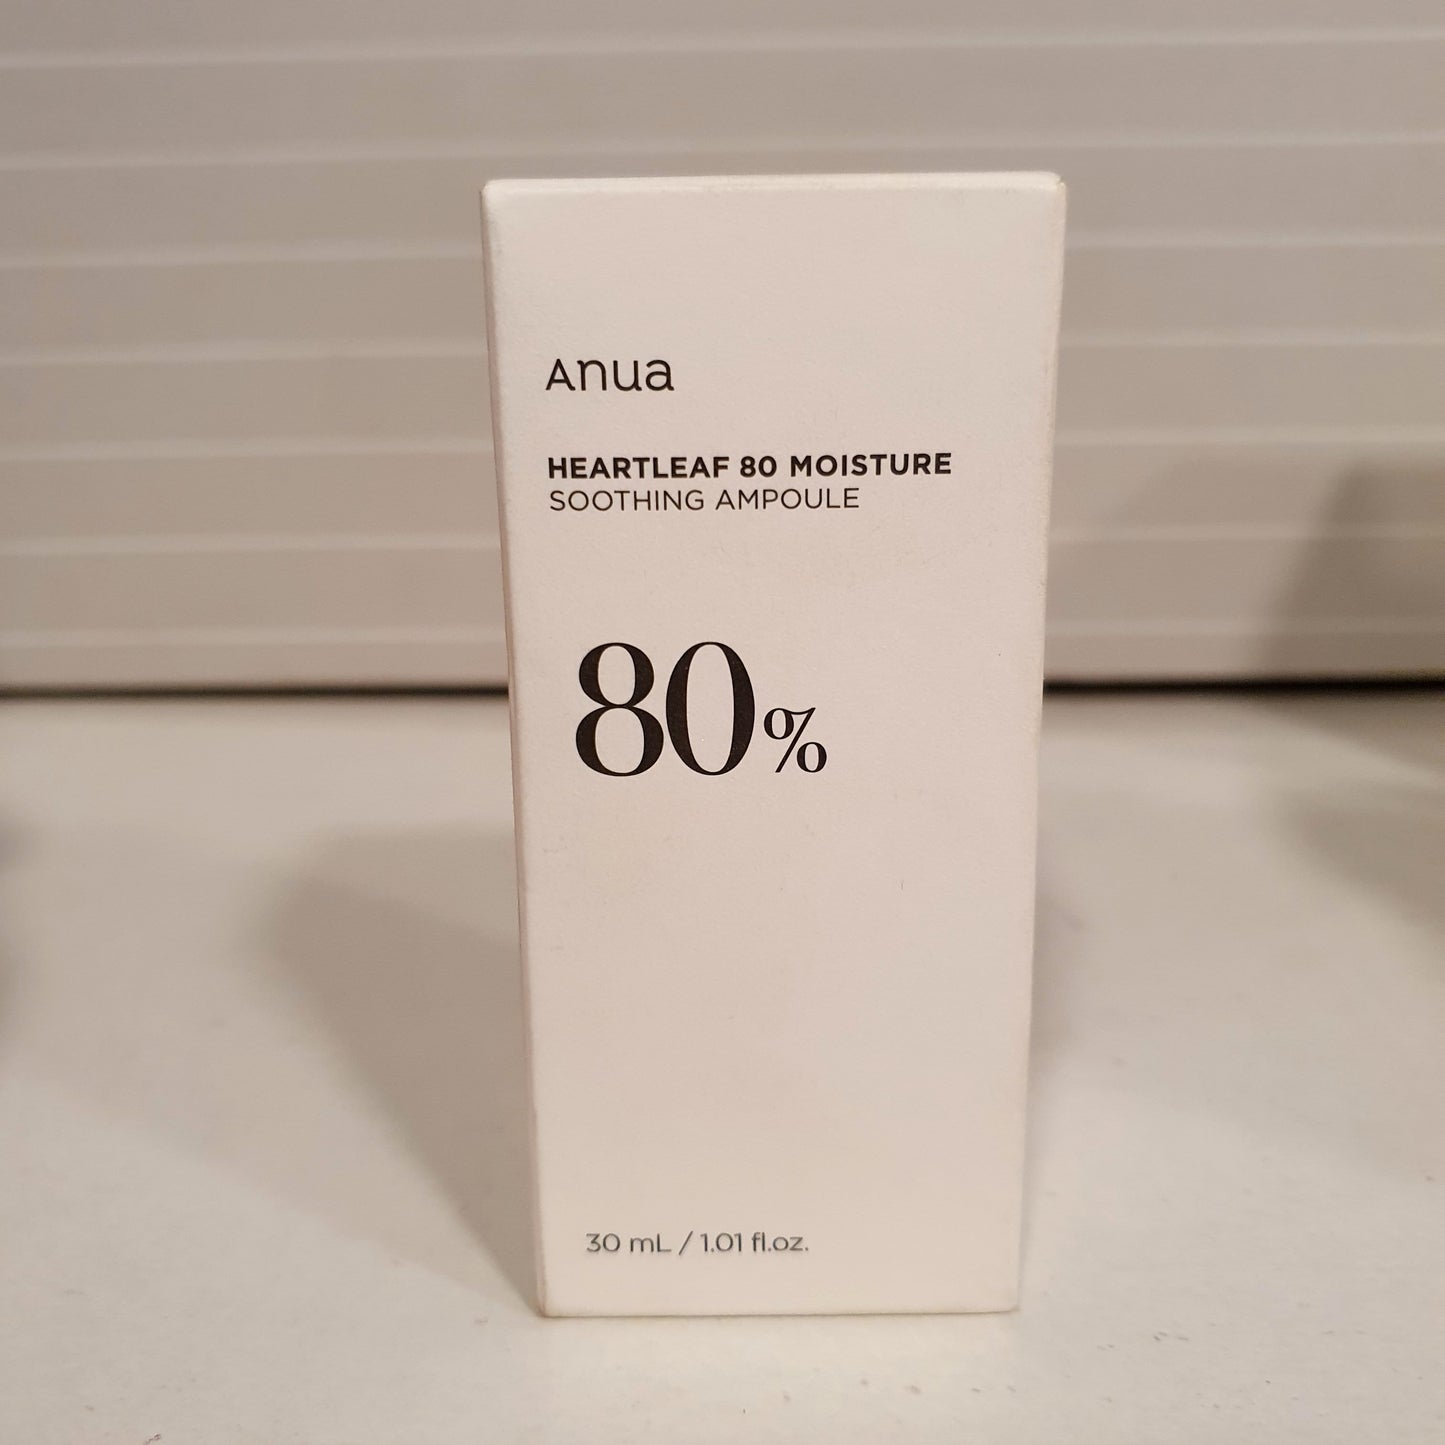 Anua
HEARTLEAF 80 MOISTURE
SOOTHING AMPOULE
80%
30 mL / 1.01 fl.oz.